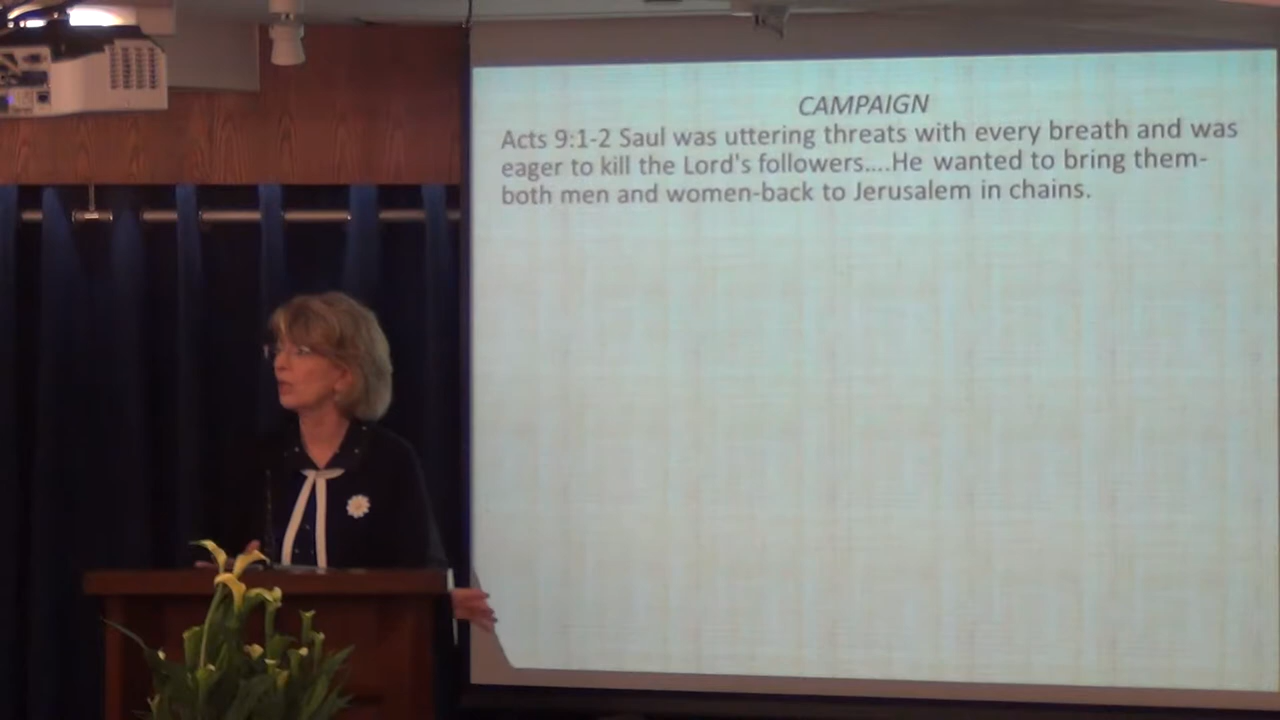 CAMPAIGN
Acts 9:1-2 Saul was uttering threats with every breath and was
eager to kill the Lord's followers....He wanted to bring them-
both men and women-back to Jerusalem in chains.